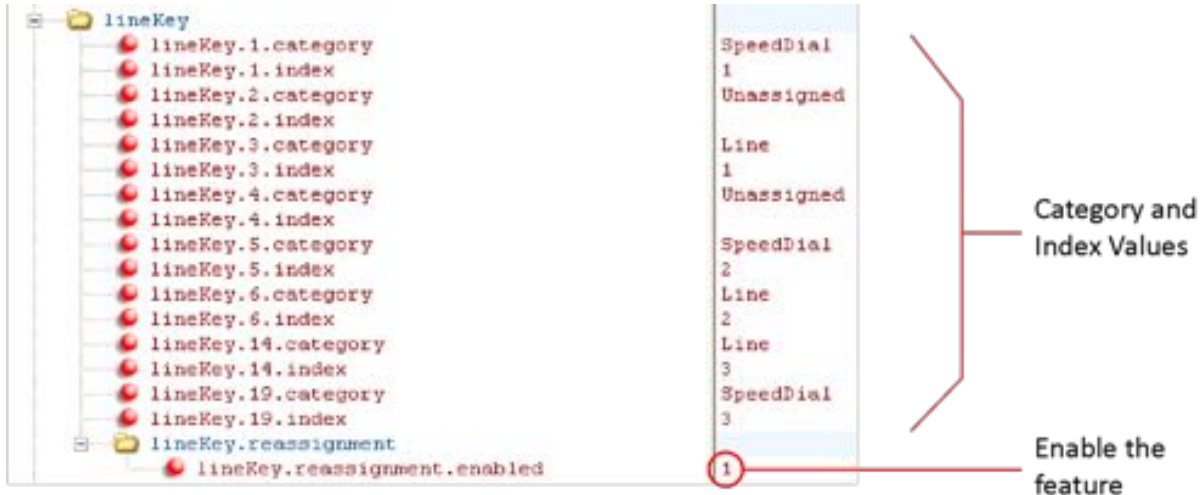 lineKey
lineKey.1.category SpeedDial
lineKey.1.index 1
lineKey.2.category Unassigned
lineKey.2.index
lineKey.3.category Line
lineKey.3.index 1
lineKey.4.category Unassigned
lineKey.4.index
lineKey.5.category SpeedDial
lineKey.5.index 2
lineKey.6.category Line
lineKey.6.index 2
lineKey.14.category Line
lineKey.14.index 3
lineKey.19.category SpeedDial
lineKey.19.index 3
lineKey.reassignment
lineKey.reassignment.enabled 1
Category and
Index Values
Enable the
feature